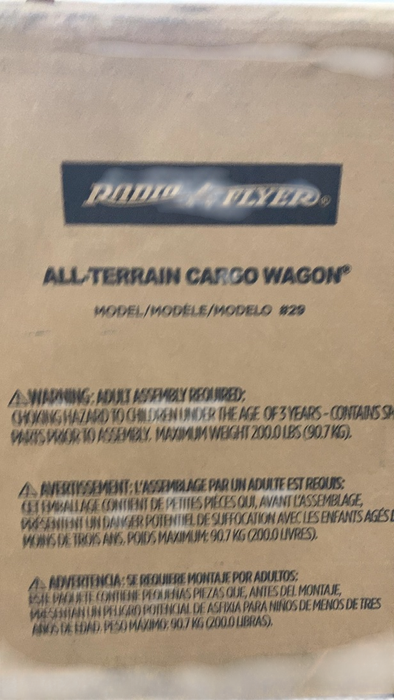 RADIO FLYER®
ALL-TERRAIN CARGO WAGON®
MODEL/MODÈLE/MODELO #29
⚠ WARNING: ADULT ASSEMBLY REQUIRED:
CHOKING HAZARD TO CHILDREN UNDER THE AGE OF 3 YEARS - CONTAINS
PARTS PRIOR TO ASSEMBLY. MAXIMUM WEIGHT 200.0 LBS (90.7 KG).
⚠ AVERTISSEMENT: L'ASSEMBLAGE PAR UN ADULTE EST REQUIS:
CET EMBALLAGE CONTIENT DE PETITES PIÈCES QUI, AVANT L'ASSEMBLAGE,
PRÉSENTENT UN DANGER POTENTIEL DE SUFFOCATION AVEC LES ENFANTS AGÉS
MOINS DE TROIS ANS. POIDS MAXIMUM: 90.7 KG (200.0 LIVRES).
⚠ ADVERTENCIA: SE REQUIERE MONTAJE POR ADULTOS:
ESTE PAQUETE CONTIENE PEQUEÑAS PIEZAS QUE, ANTES DEL MONTAJE,
PRESENTAN UN PELIGRO POTENCIAL DE ASFIXIA PARA NIÑOS DE MENOS DE TRES
AÑOS DE EDAD. PESO MÁXIMO: 90.7 KG (200.0 LIBRAS).